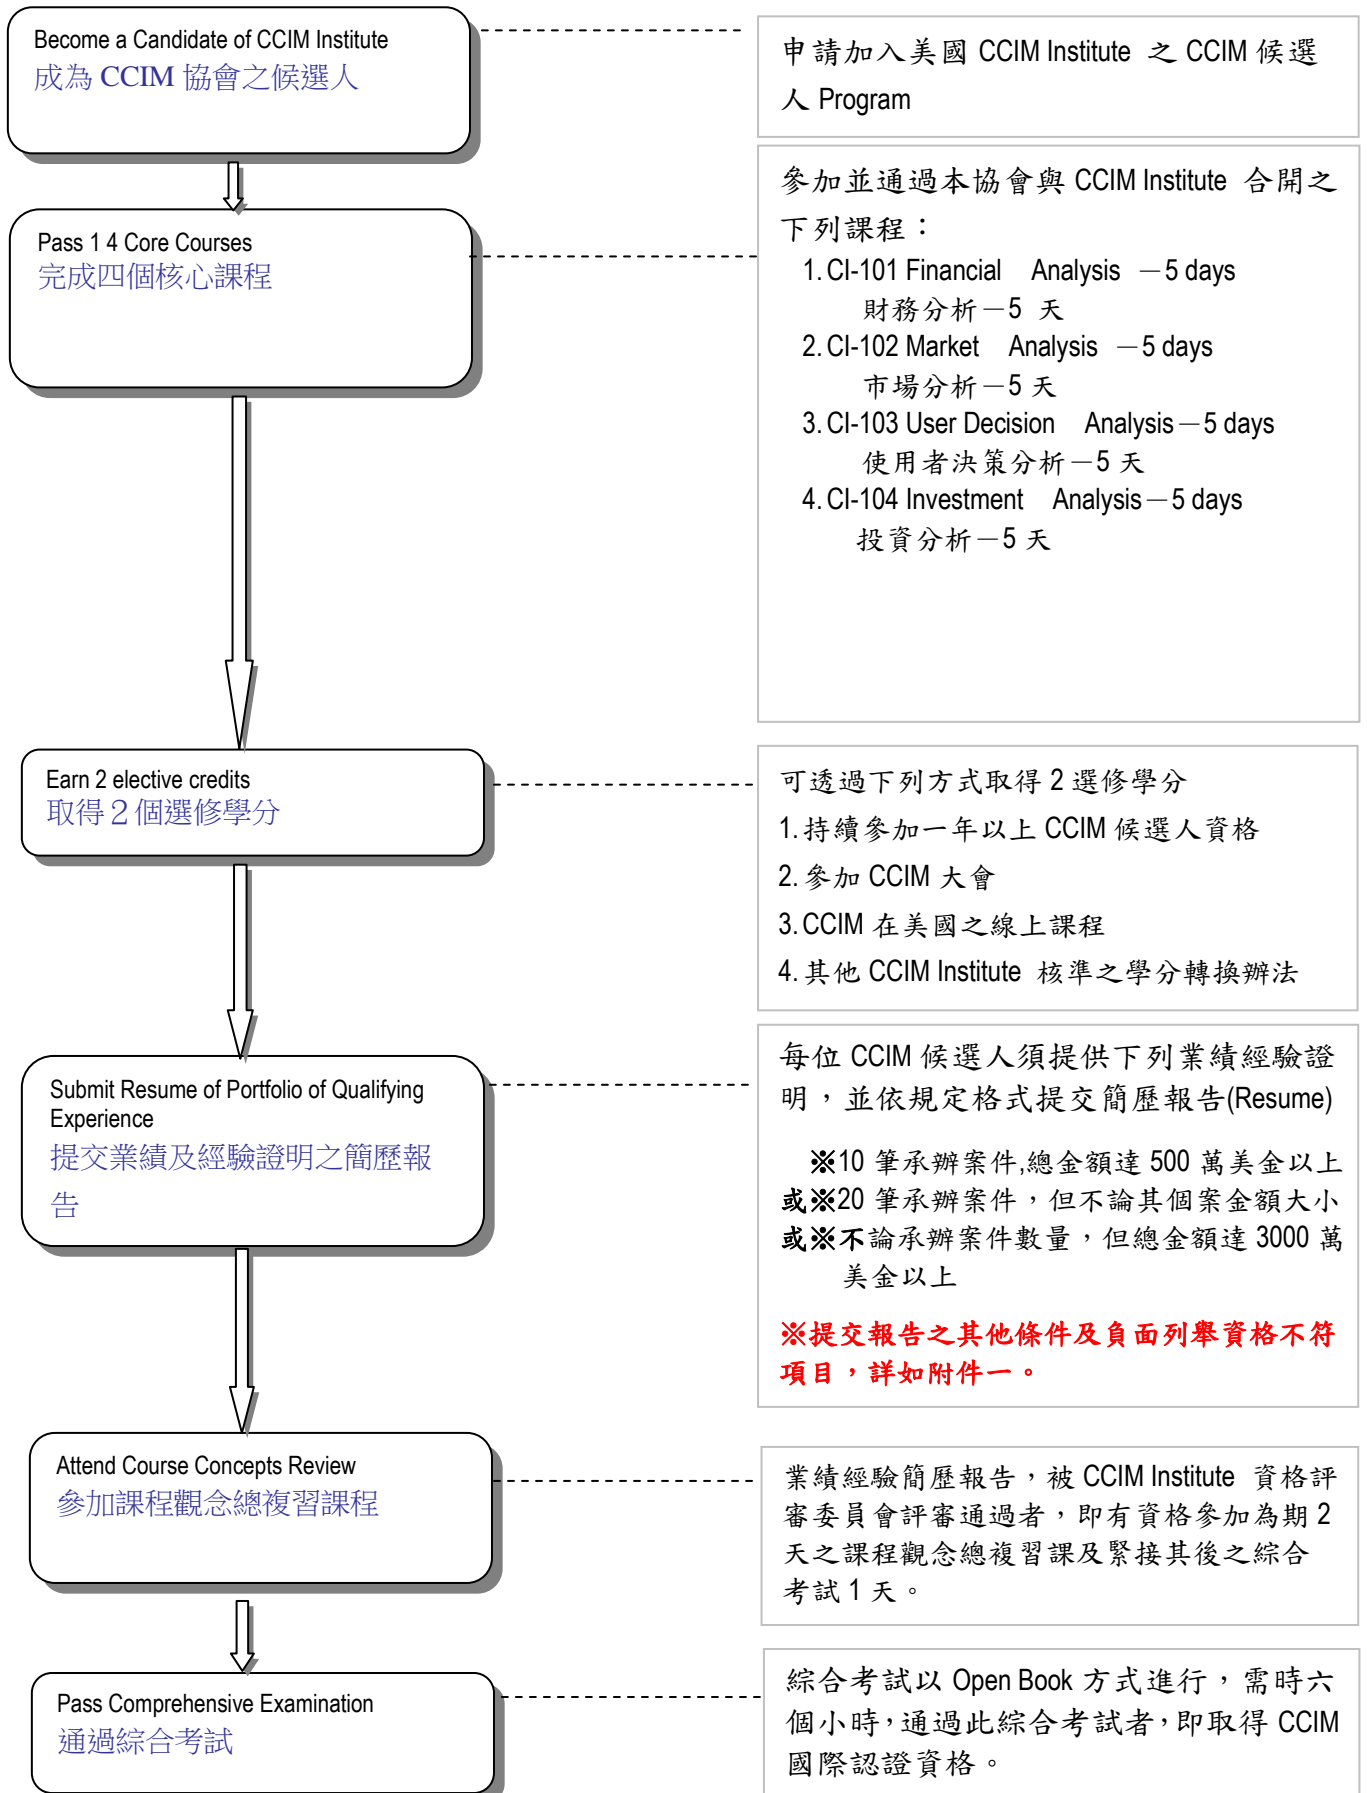 Become a Candidate of CCIM Institute
成為 CCIM 協會之候選人
申請加入美國 CCIM Institute 之 CCIM 候選
人 Program
Pass 1 4 Core Courses
完成四個核心課程
參加並通過本協會與 CCIM Institute 合開之
下列課程：
1. CI-101 Financial Analysis －5 days
財務分析－5 天
2. CI-102 Market Analysis －5 days
市場分析－5 天
3. CI-103 User Decision Analysis－5 days
使用者決策分析－5 天
4. CI-104 Investment Analysis－5 days
投資分析－5 天
Earn 2 elective credits
取得２個選修學分
可透過下列方式取得 2 選修學分
1. 持續參加一年以上 CCIM 候選人資格
2. 參加 CCIM 大會
3. CCIM 在美國之線上課程
4. 其他 CCIM Institute 核準之學分轉換辦法
Submit Resume of Portfolio of Qualifying
Experience
提交業績及經驗證明之簡歷報
告
每位 CCIM 候選人須提供下列業績經驗證
明，並依規定格式提交簡歷報告(Resume)
※10 筆承辦案件,總金額達 500 萬美金以上
或※20 筆承辦案件，但不論其個案金額大小
或※不論承辦案件數量，但總金額達 3000 萬
美金以上
※提交報告之其他條件及負面列舉資格不符
項目，詳如附件一。
Attend Course Concepts Review
參加課程觀念總複習課程
業績經驗簡歷報告，被 CCIM Institute 資格評
審委員會評審通過者，即有資格參加為期 2
天之課程觀念總複習課及緊接其後之綜合
考試 1 天。
Pass Comprehensive Examination
通過綜合考試
綜合考試以 Open Book 方式進行，需時六
個小時，通過此綜合考試者，即取得 CCIM
國際認證資格。